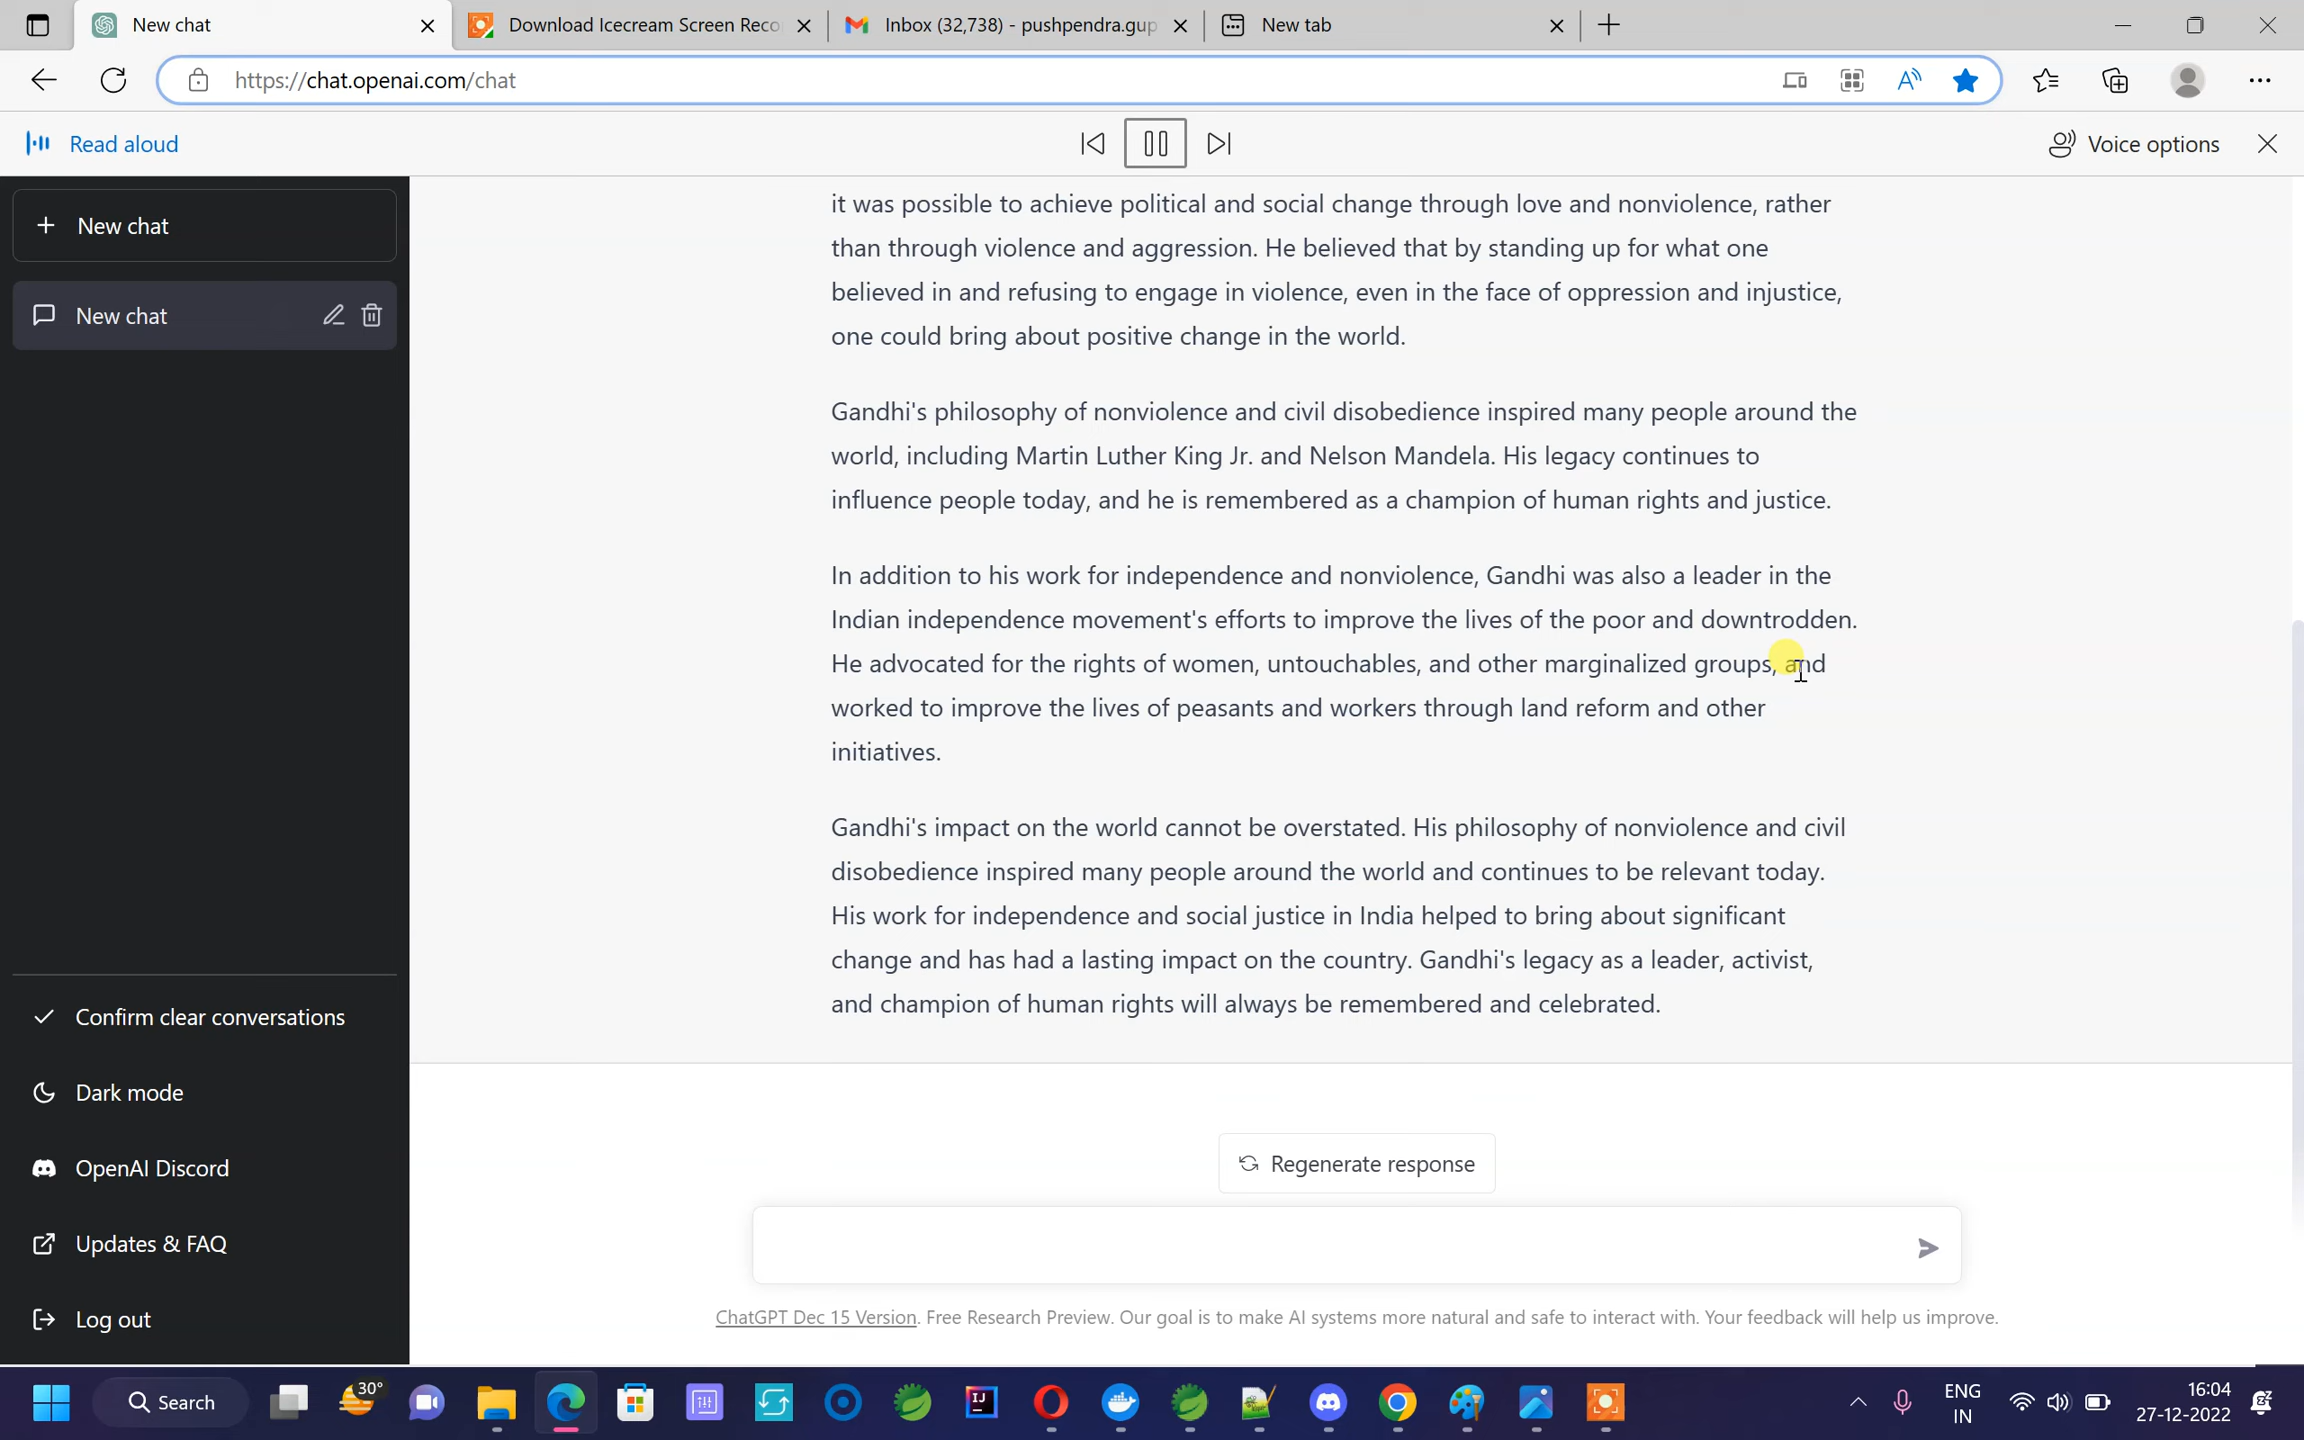 New chat
Download Icecream Screen Reco
Inbox (32,738) - pushpendra.gup
New tab
https://chat.openai.com/chat
Read aloud
Voice options
New chat
New chat
Confirm clear conversations
Dark mode
OpenAI Discord
Updates & FAQ
Log out
it was possible to achieve political and social change through love and nonviolence, rather
than through violence and aggression. He believed that by standing up for what one
believed in and refusing to engage in violence, even in the face of oppression and injustice,
one could bring about positive change in the world.
Gandhi's philosophy of nonviolence and civil disobedience inspired many people around the
world, including Martin Luther King Jr. and Nelson Mandela. His legacy continues to
influence people today, and he is remembered as a champion of human rights and justice.
In addition to his work for independence and nonviolence, Gandhi was also a leader in the
Indian independence movement's efforts to improve the lives of the poor and downtrodden.
He advocated for the rights of women, untouchables, and other marginalized groups, and
worked to improve the lives of peasants and workers through land reform and other
initiatives.
Gandhi's impact on the world cannot be overstated. His philosophy of nonviolence and civil
disobedience inspired many people around the world and continues to be relevant today.
His work for independence and social justice in India helped to bring about significant
change and has had a lasting impact on the country. Gandhi's legacy as a leader, activist,
and champion of human rights will always be remembered and celebrated.
Regenerate response
ChatGPT Dec 15 Version. Free Research Preview. Our goal is to make AI systems more natural and safe to interact with. Your feedback will help us improve.
Search
30°
IJ
ENG
IN
16:04
27-12-2022